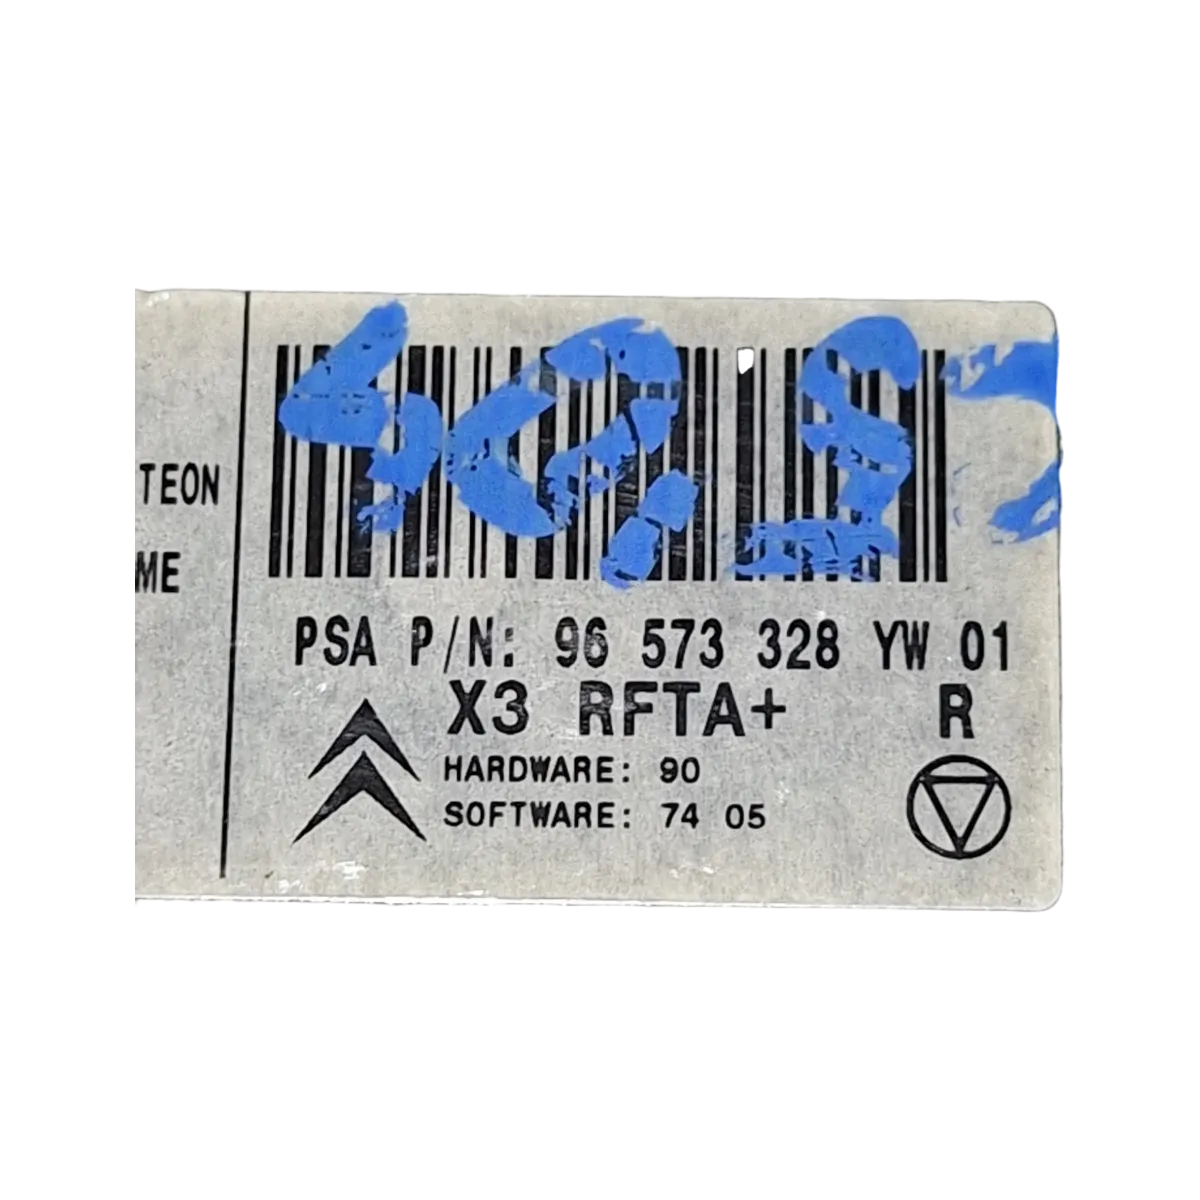 TEON
ME
PSA P/N: 96 573 328 YW 01
X3 RFTA+ R
HARDWARE: 90
SOFTWARE: 74 05